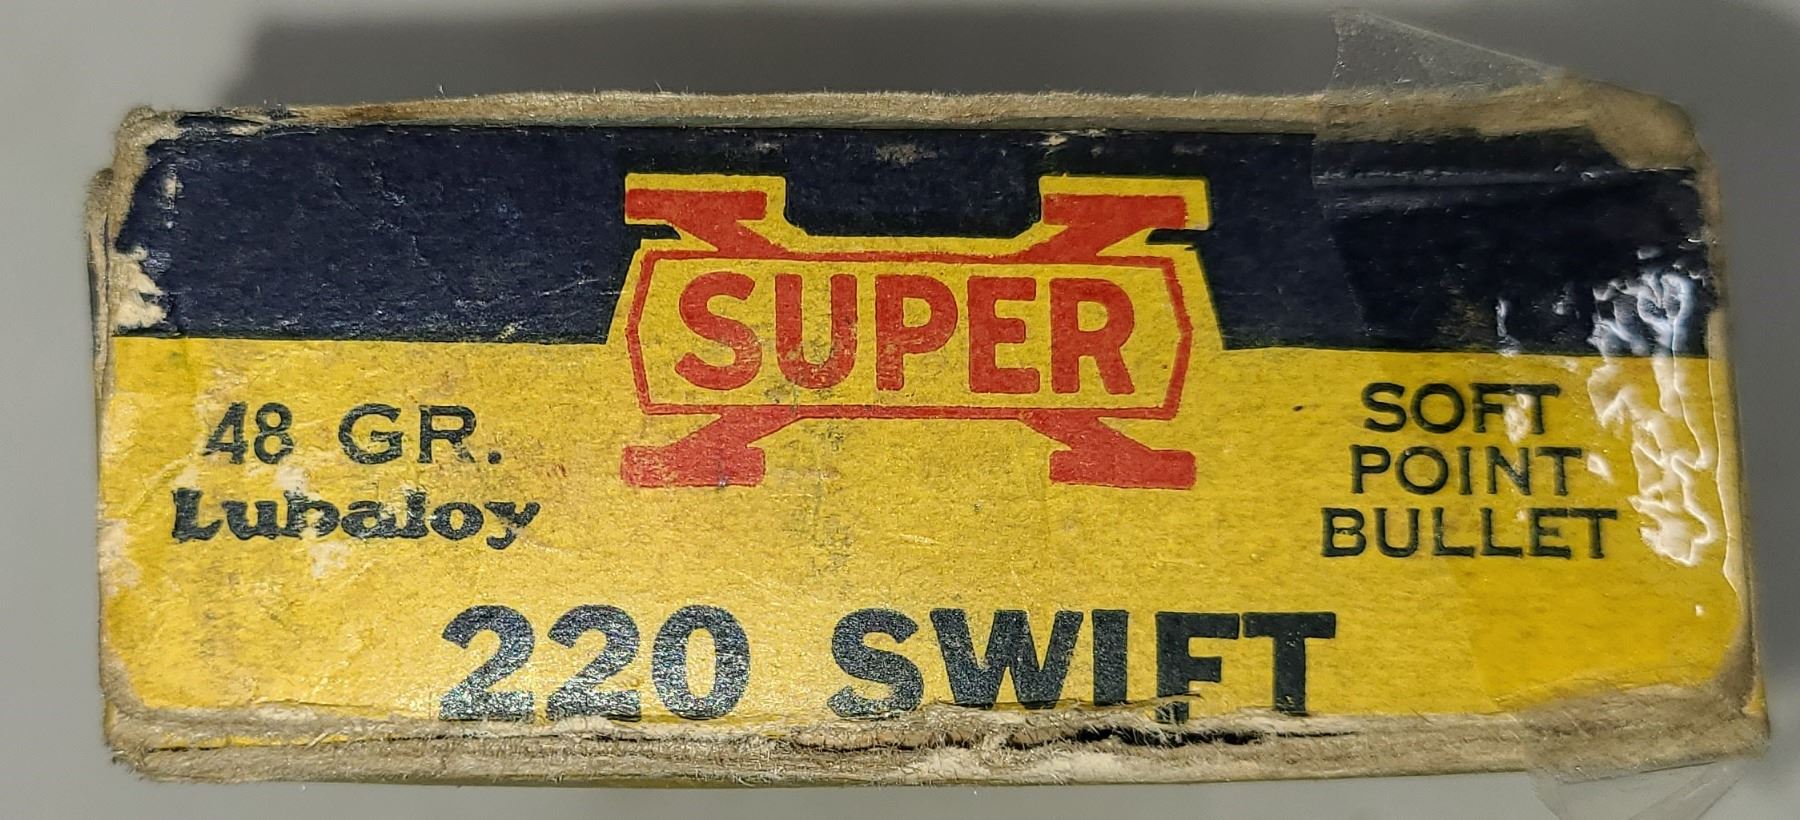 SUPER X
48 GR.
Lubaloy
SOFT
POINT
BULLET
220 SWIFT